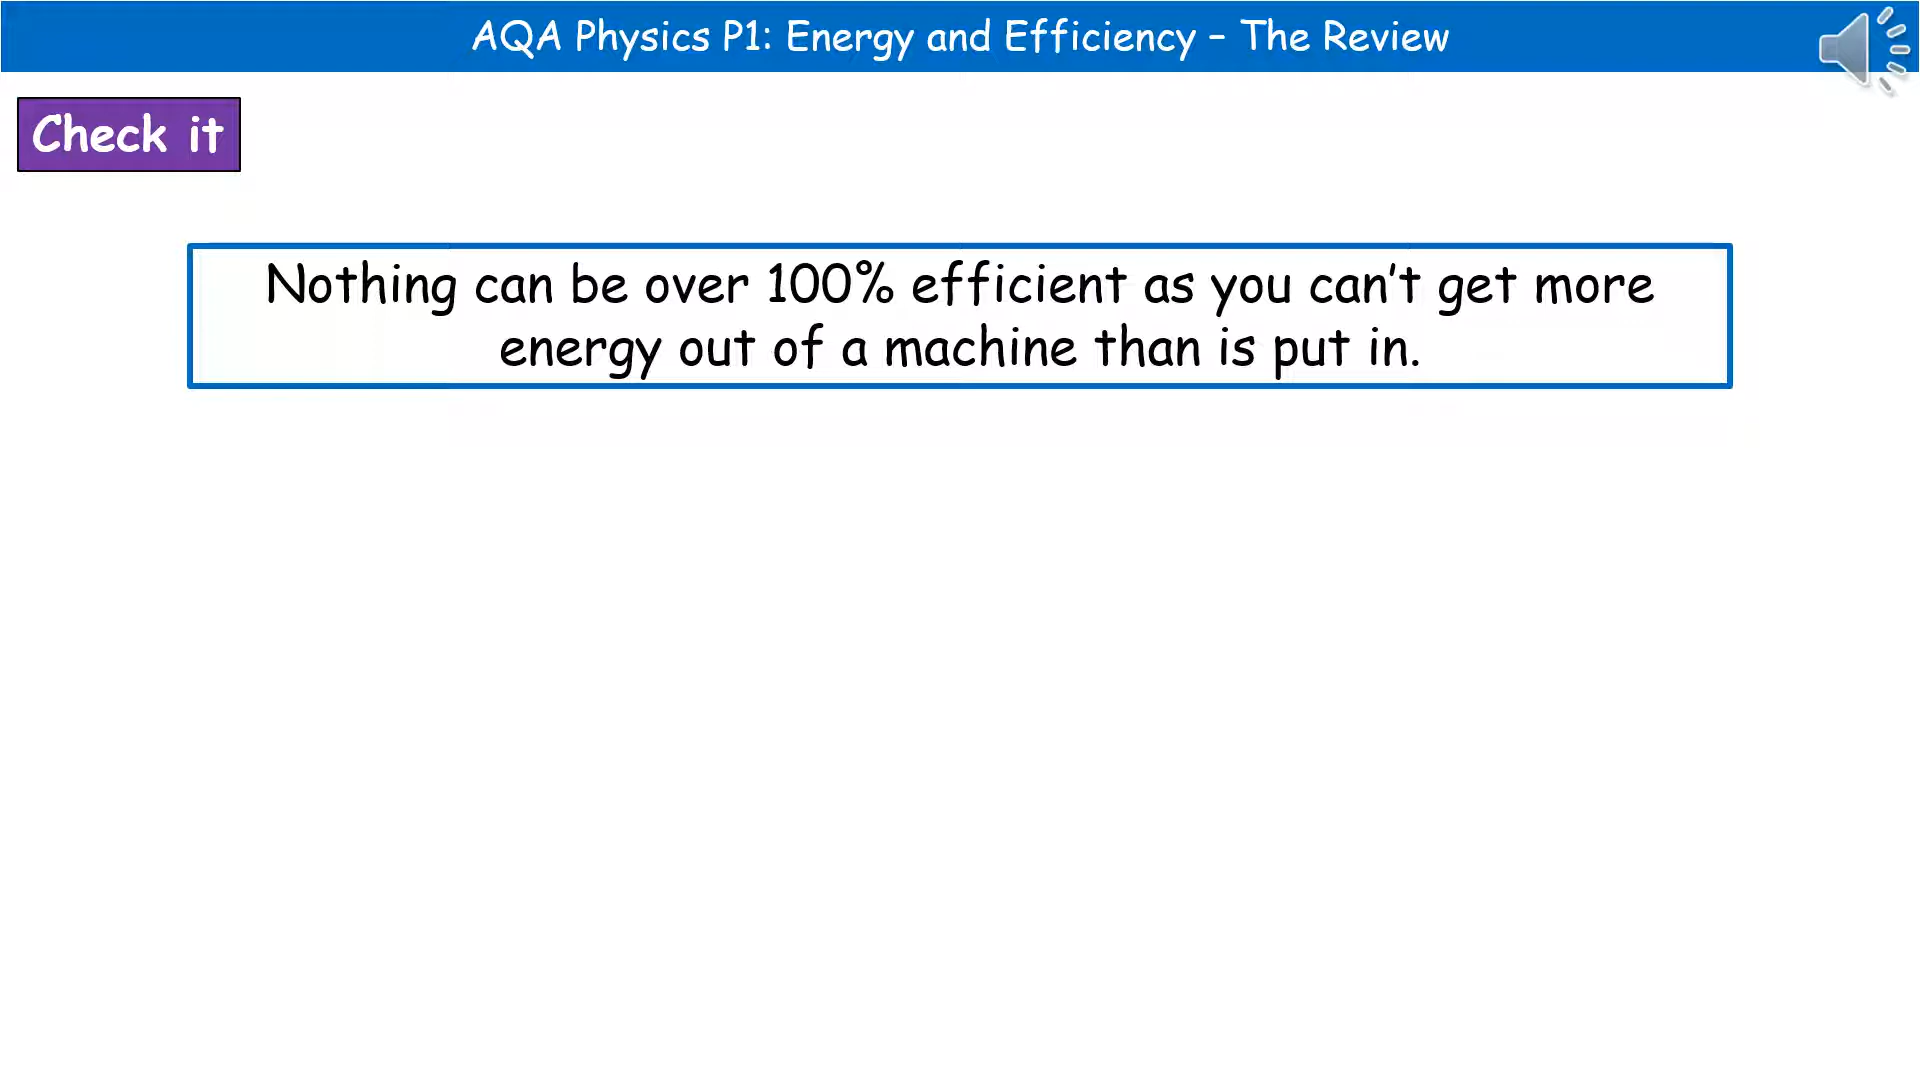 AQA Physics P1: Energy and Efficiency – The Review
Check it
Nothing can be over 100% efficient as you can’t get more
energy out of a machine than is put in.